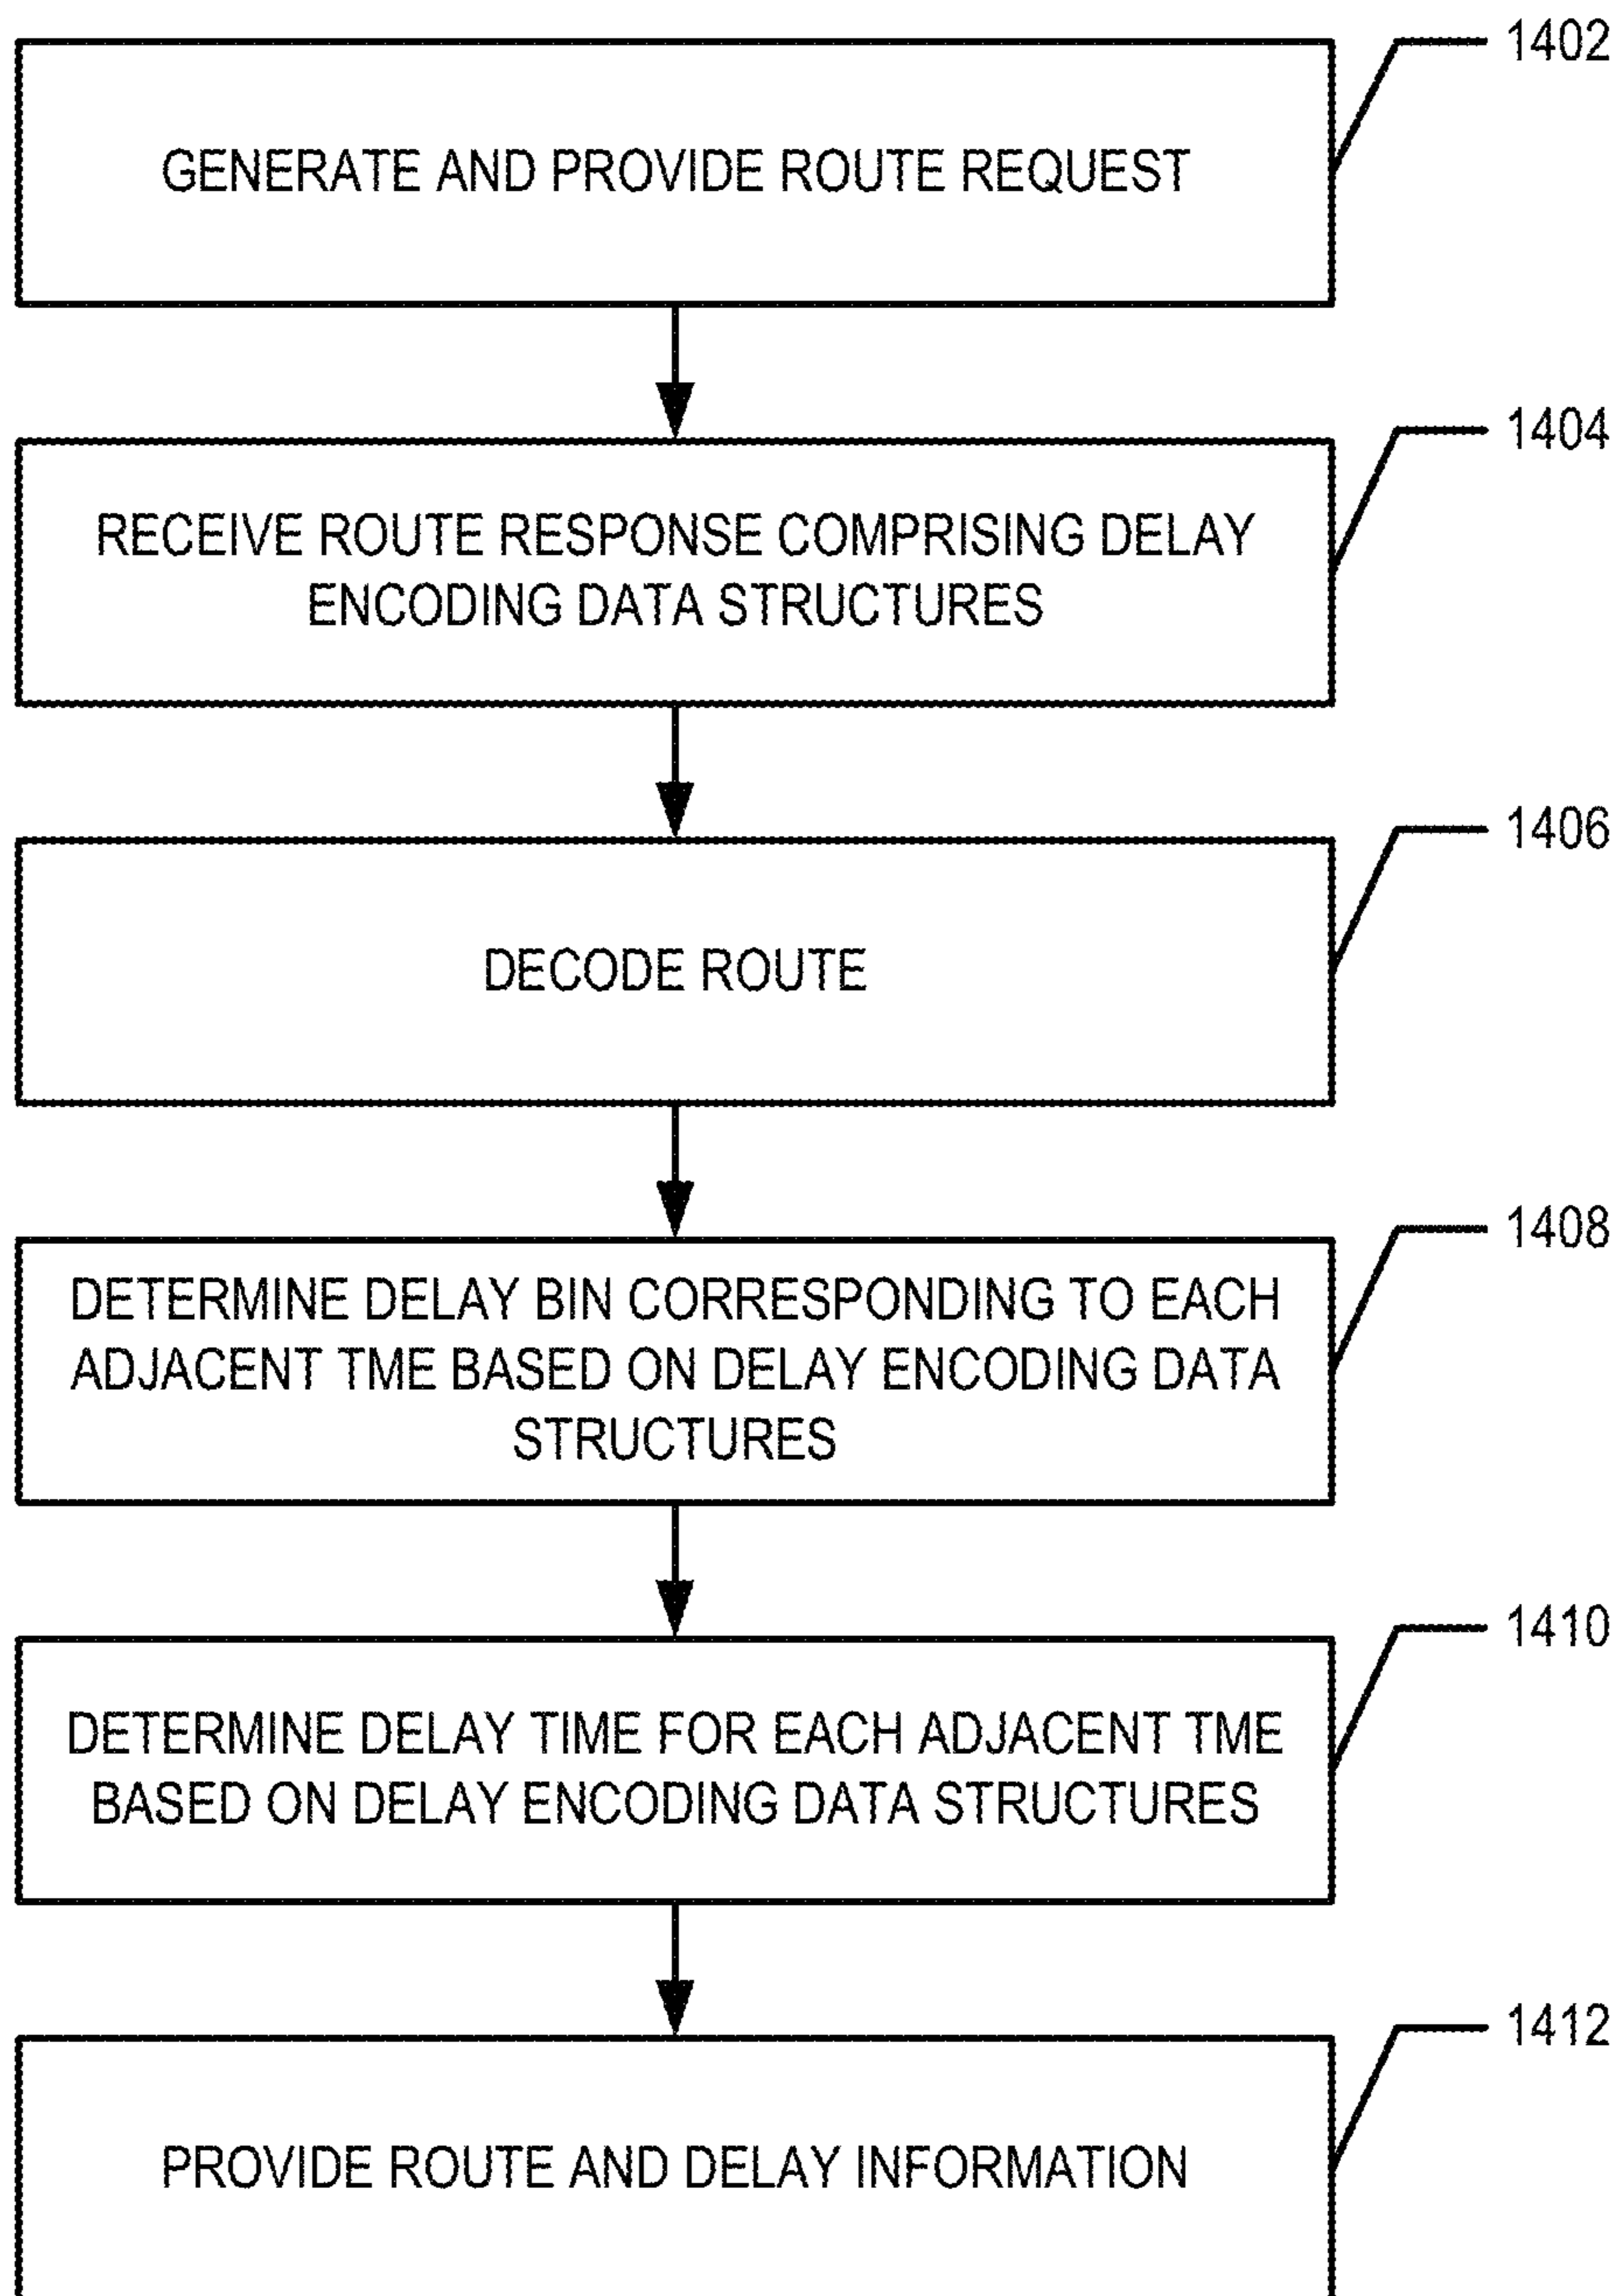 1402
GENERATE AND PROVIDE ROUTE REQUEST
1404
RECEIVE ROUTE RESPONSE COMPRISING DELAY
ENCODING DATA STRUCTURES
1406
DECODE ROUTE
1408
DETERMINE DELAY BIN CORRESPONDING TO EACH
ADJACENT TME BASED ON DELAY ENCODING DATA
STRUCTURES
1410
DETERMINE DELAY TIME FOR EACH ADJACENT TME
BASED ON DELAY ENCODING DATA STRUCTURES
1412
PROVIDE ROUTE AND DELAY INFORMATION